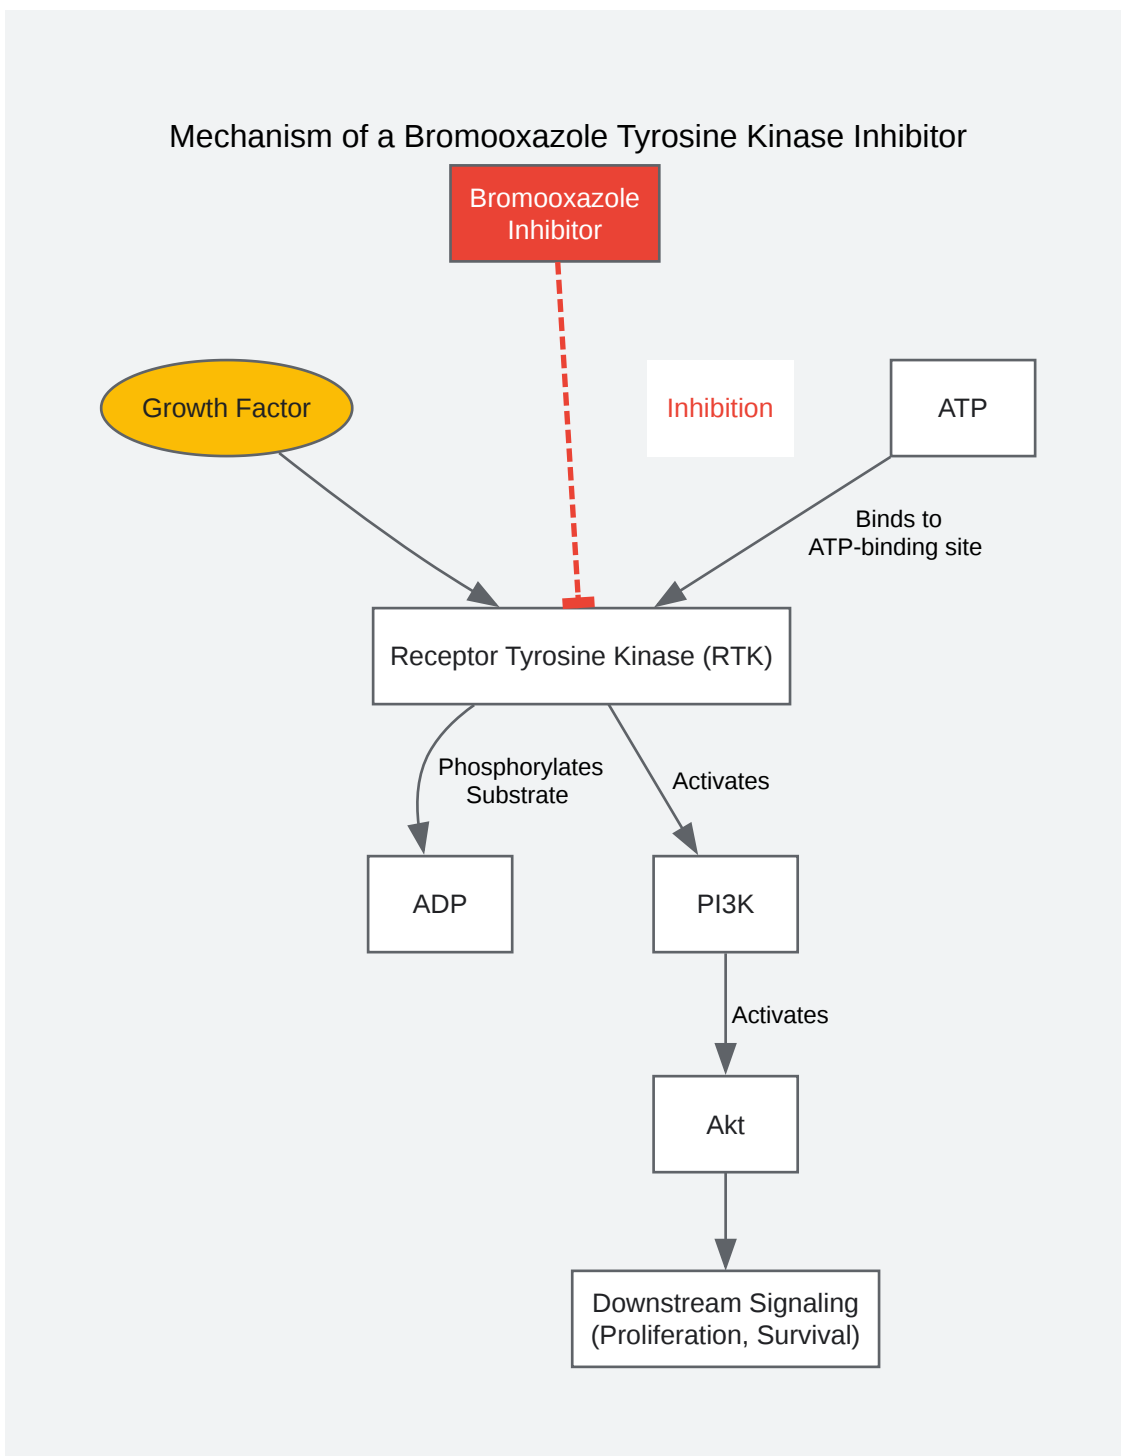 Mechanism of a Bromooxazole Tyrosine Kinase Inhibitor
Bromooxazole
Inhibitor
Growth Factor
Inhibition
ATP
Binds to
ATP-binding site
Receptor Tyrosine Kinase (RTK)
Phosphorylates
Substrate
Activates
ADP
PI3K
Activates
Akt
Downstream Signaling
(Proliferation, Survival)